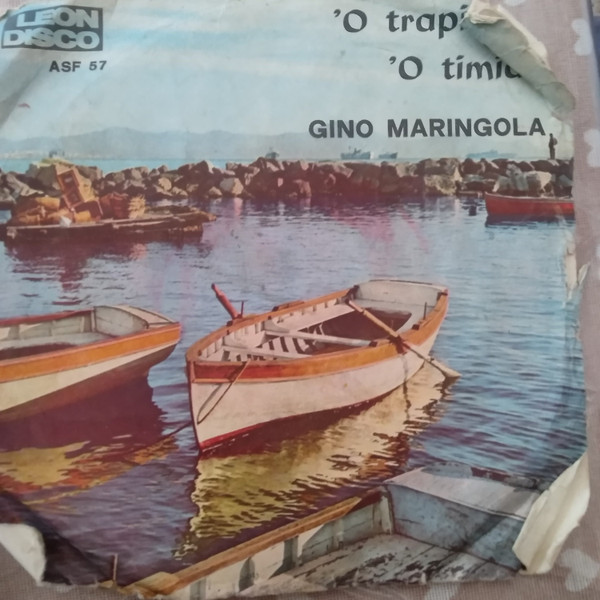 LEON
DISCO
ASF 57
'O
'O
GINO MARINGOLA